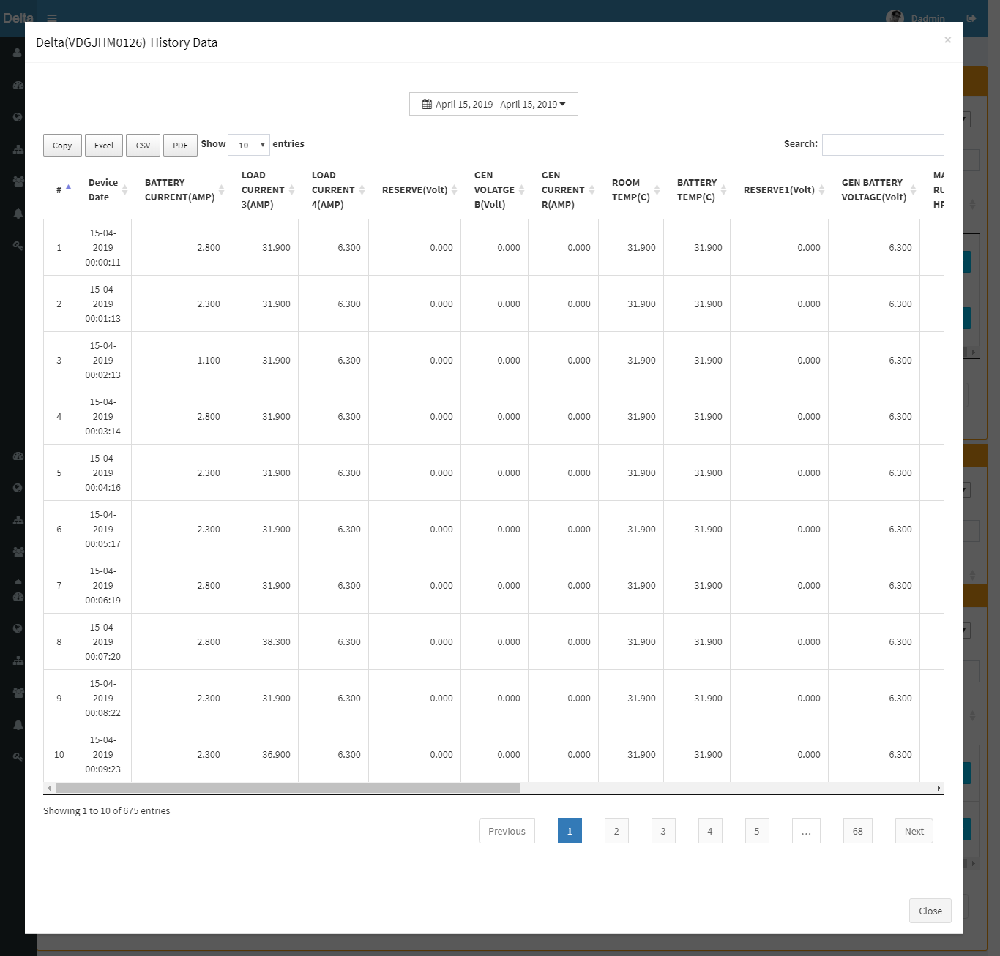 Delta
Dadmin
Delta(VDGJHM0126) History Data
×
April 15, 2019 - April 15, 2019
Copy Excel CSV PDF Show 10 entries Search:
# Device Date BATTERY CURRENT(AMP) LOAD CURRENT 3(AMP) LOAD CURRENT 4(AMP) RESERVE(Volt) GEN VOLATGE B(Volt) GEN CURRENT R(AMP) ROOM TEMP(C) BATTERY TEMP(C) RESERVE1(Volt) GEN BATTERY VOLTAGE(Volt) MA RU HR
1 15-04-2019 00:00:11 2.800 31.900 6.300 0.000 0.000 0.000 31.900 31.900 0.000 6.300
2 15-04-2019 00:01:13 2.300 31.900 6.300 0.000 0.000 0.000 31.900 31.900 0.000 6.300
3 15-04-2019 00:02:13 1.100 31.900 6.300 0.000 0.000 0.000 31.900 31.900 0.000 6.300
4 15-04-2019 00:03:14 2.800 31.900 6.300 0.000 0.000 0.000 31.900 31.900 0.000 6.300
5 15-04-2019 00:04:16 2.300 31.900 6.300 0.000 0.000 0.000 31.900 31.900 0.000 6.300
6 15-04-2019 00:05:17 2.300 31.900 6.300 0.000 0.000 0.000 31.900 31.900 0.000 6.300
7 15-04-2019 00:06:19 2.800 31.900 6.300 0.000 0.000 0.000 31.900 31.900 0.000 6.300
8 15-04-2019 00:07:20 2.800 38.300 6.300 0.000 0.000 0.000 31.900 31.900 0.000 6.300
9 15-04-2019 00:08:22 2.300 31.900 6.300 0.000 0.000 0.000 31.900 31.900 0.000 6.300
10 15-04-2019 00:09:23 2.300 36.900 6.300 0.000 0.000 0.000 31.900 31.900 0.000 6.300
Showing 1 to 10 of 675 entries
Previous 1 2 3 4 5 ... 68 Next
Close